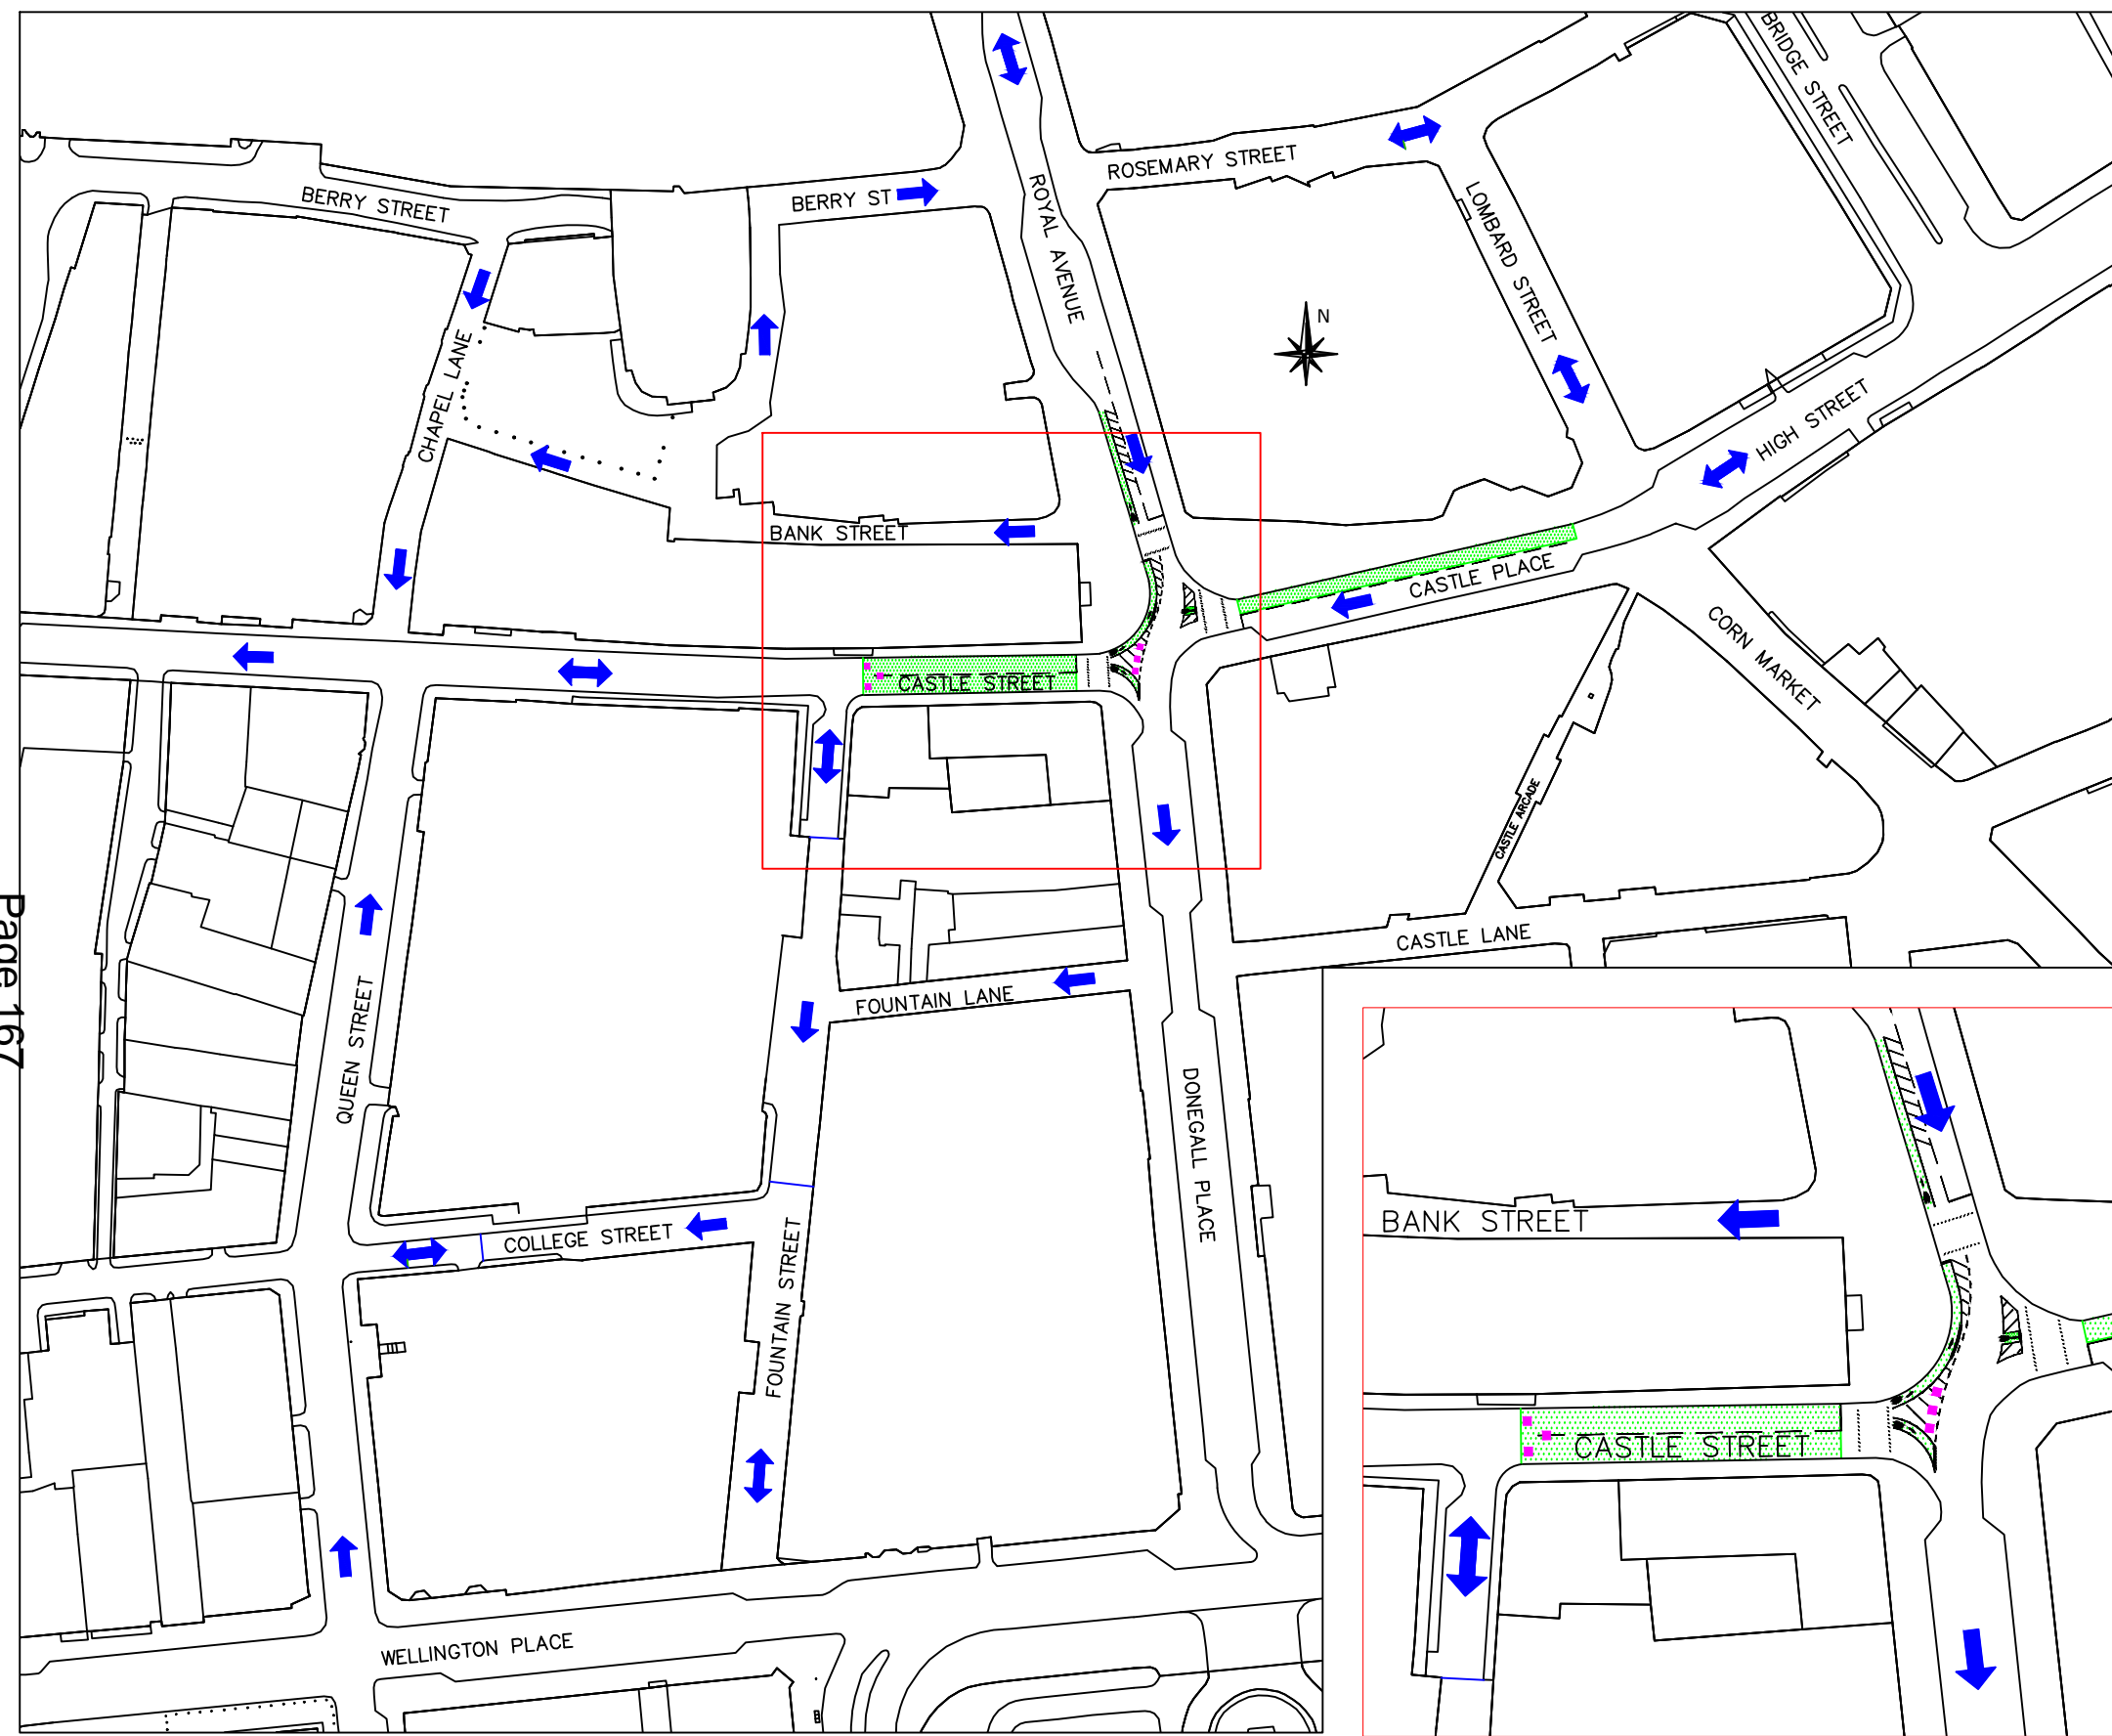 BRIDGE STREET
ROSEMARY STREET
BERRY STREET
BERRY ST
ROYAL AVENUE
LOMBARD STREET
N
CHAPEL LANE
HIGH STREET
BANK STREET
CASTLE PLACE
CORN MARKET
CASTLE STREET
CASTLE ARCADE
Page 167
CASTLE LANE
QUEEN STREET
FOUNTAIN LANE
DONEGALL PLACE
COLLEGE STREET
FOUNTAIN STREET
WELLINGTON PLACE
BANK STREET
CASTLE STREET